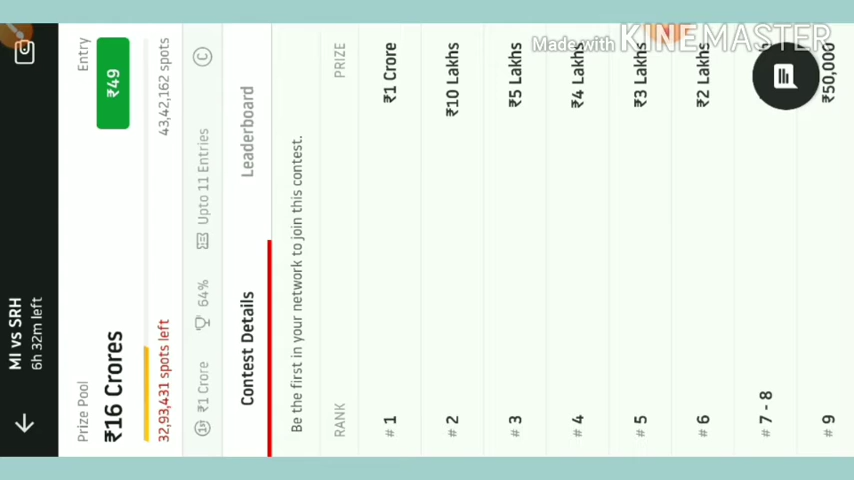 Made with KINEMASTER
MI vs SRH
6h 32m left
Prize Pool
Entry
₹16 Crores
₹49
32,93,431 spots left
43,42,162 spots
1st ₹1 Crore
64%
Upto 11 Entries
C
Contest Details
Leaderboard
Be the first in your network to join this contest.
RANK
PRIZE
# 1
₹1 Crore
# 2
₹10 Lakhs
# 3
₹5 Lakhs
# 4
₹4 Lakhs
# 5
₹3 Lakhs
# 6
₹2 Lakhs
# 7 - 8
# 9
₹50,000